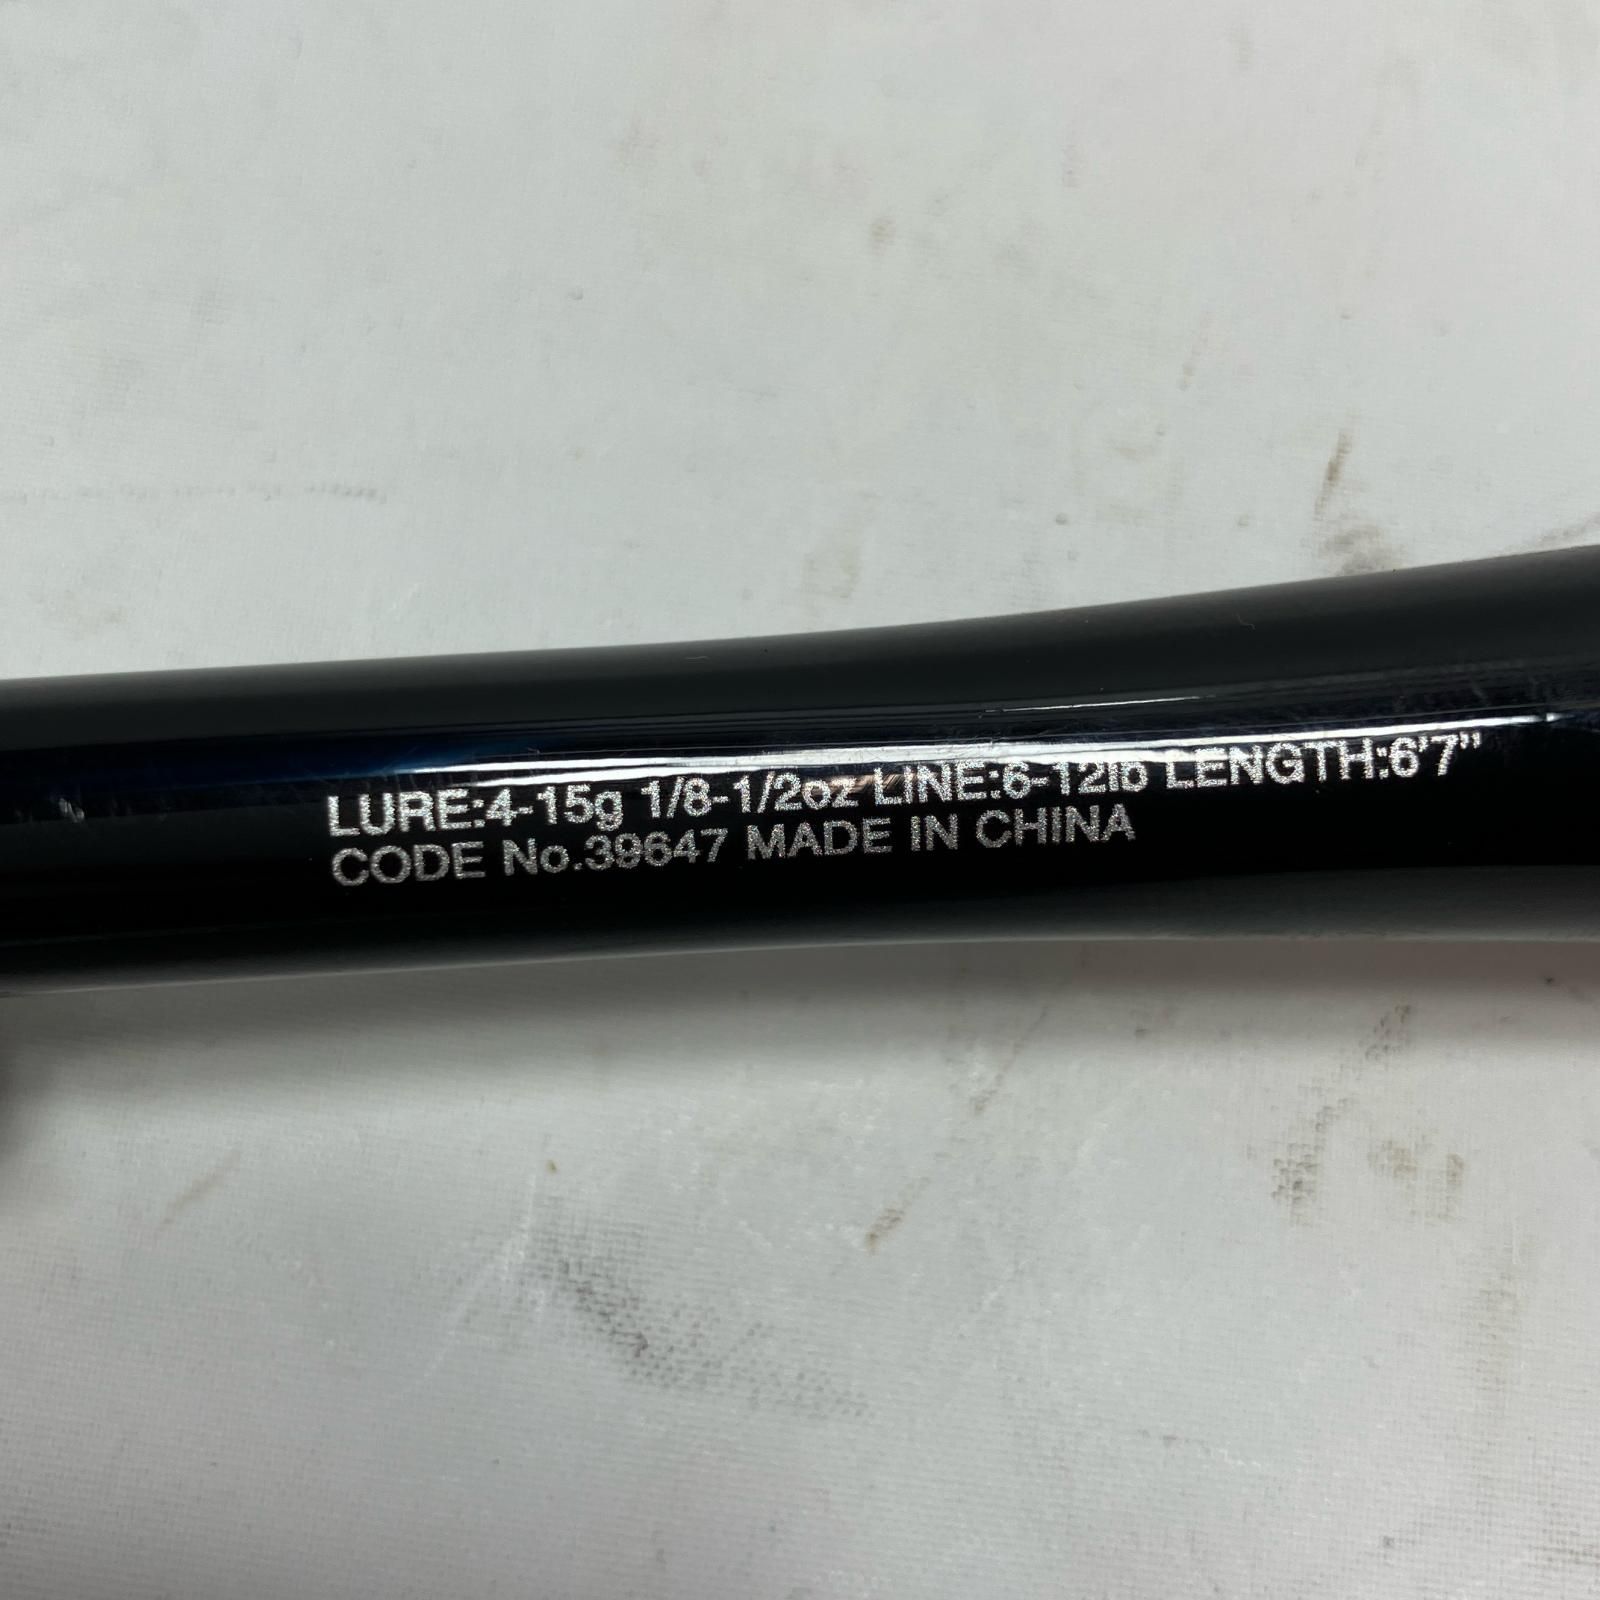 LURE:4-15g 1/8-1/2oz LINE:6-12lb LENGTH:6'7"
CODE No.39647 MADE IN CHINA